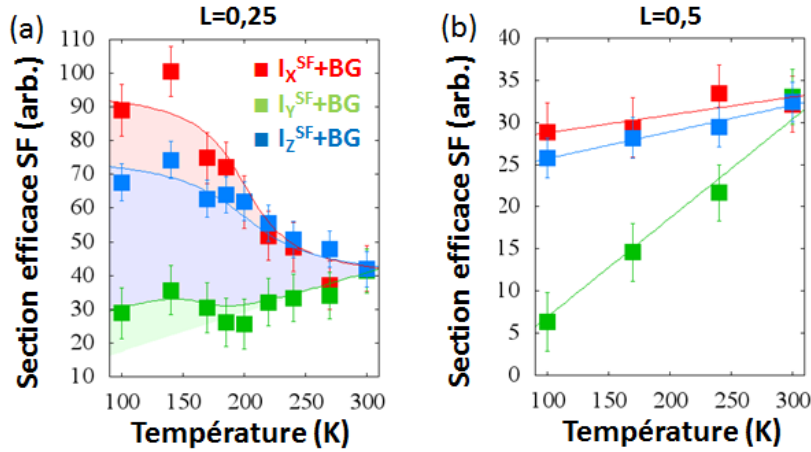 (a)
L=0,25
Section efficace SF (arb.)
110
100
90
80
70
60
50
40
30
20
10
0
I_X^SF+BG
I_Y^SF+BG
I_Z^SF+BG
100 150 200 250 300
Température (K)
(b)
L=0,5
Section efficace SF (arb.)
40
35
30
25
20
15
10
5
0
100 150 200 250 300
Température (K)